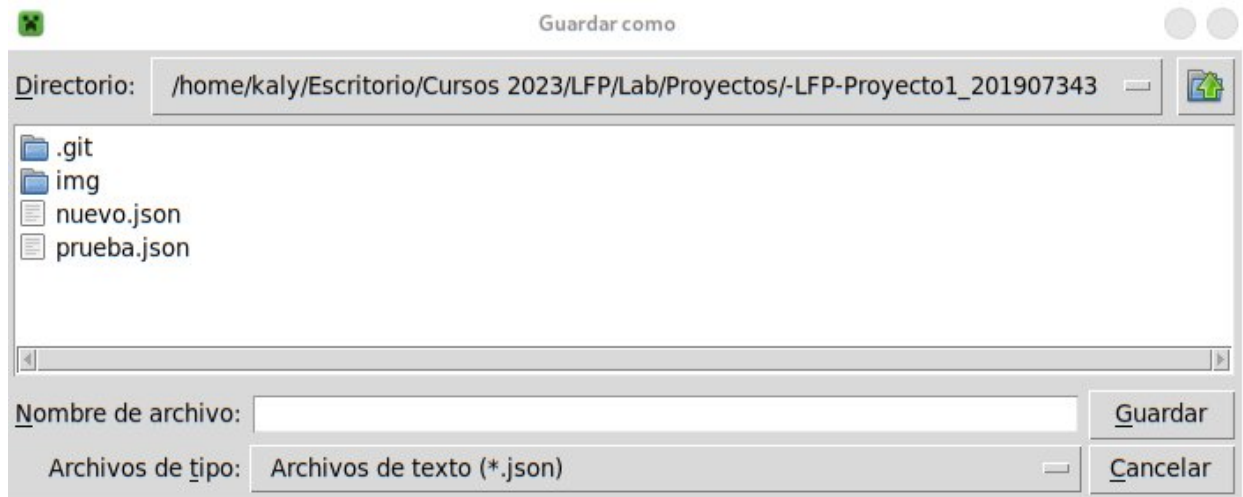 Guardar como
Directorio: /home/kaly/Escritorio/Cursos 2023/LFP/Lab/Proyectos/-LFP-Proyecto1_201907343
.git
img
nuevo.json
prueba.json
Nombre de archivo: Guardar
Archivos de tipo: Archivos de texto (*.json) Cancelar